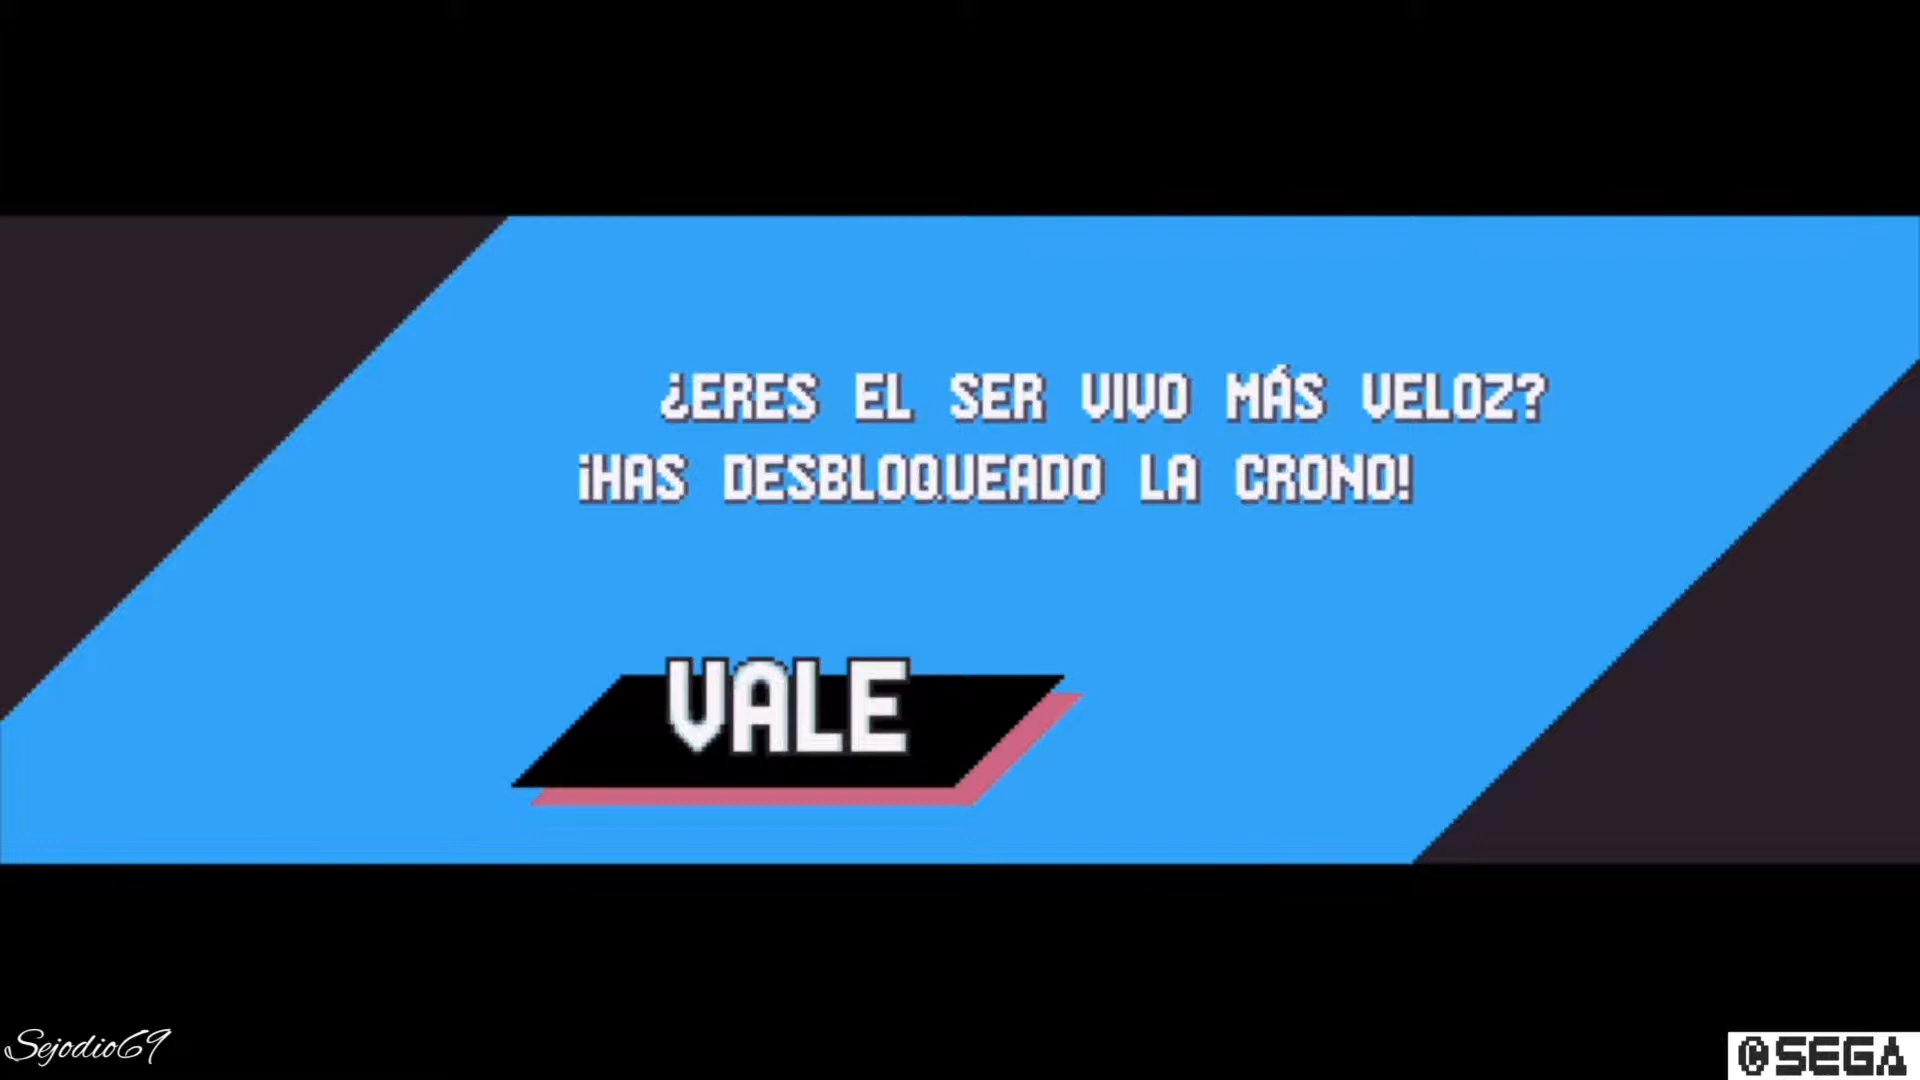 ¿ERES EL SER VIVO MÁS VELOZ?
¡HAS DESBLOQUEADO LA CRONO!
VALE
Sejodio69
©SEGA